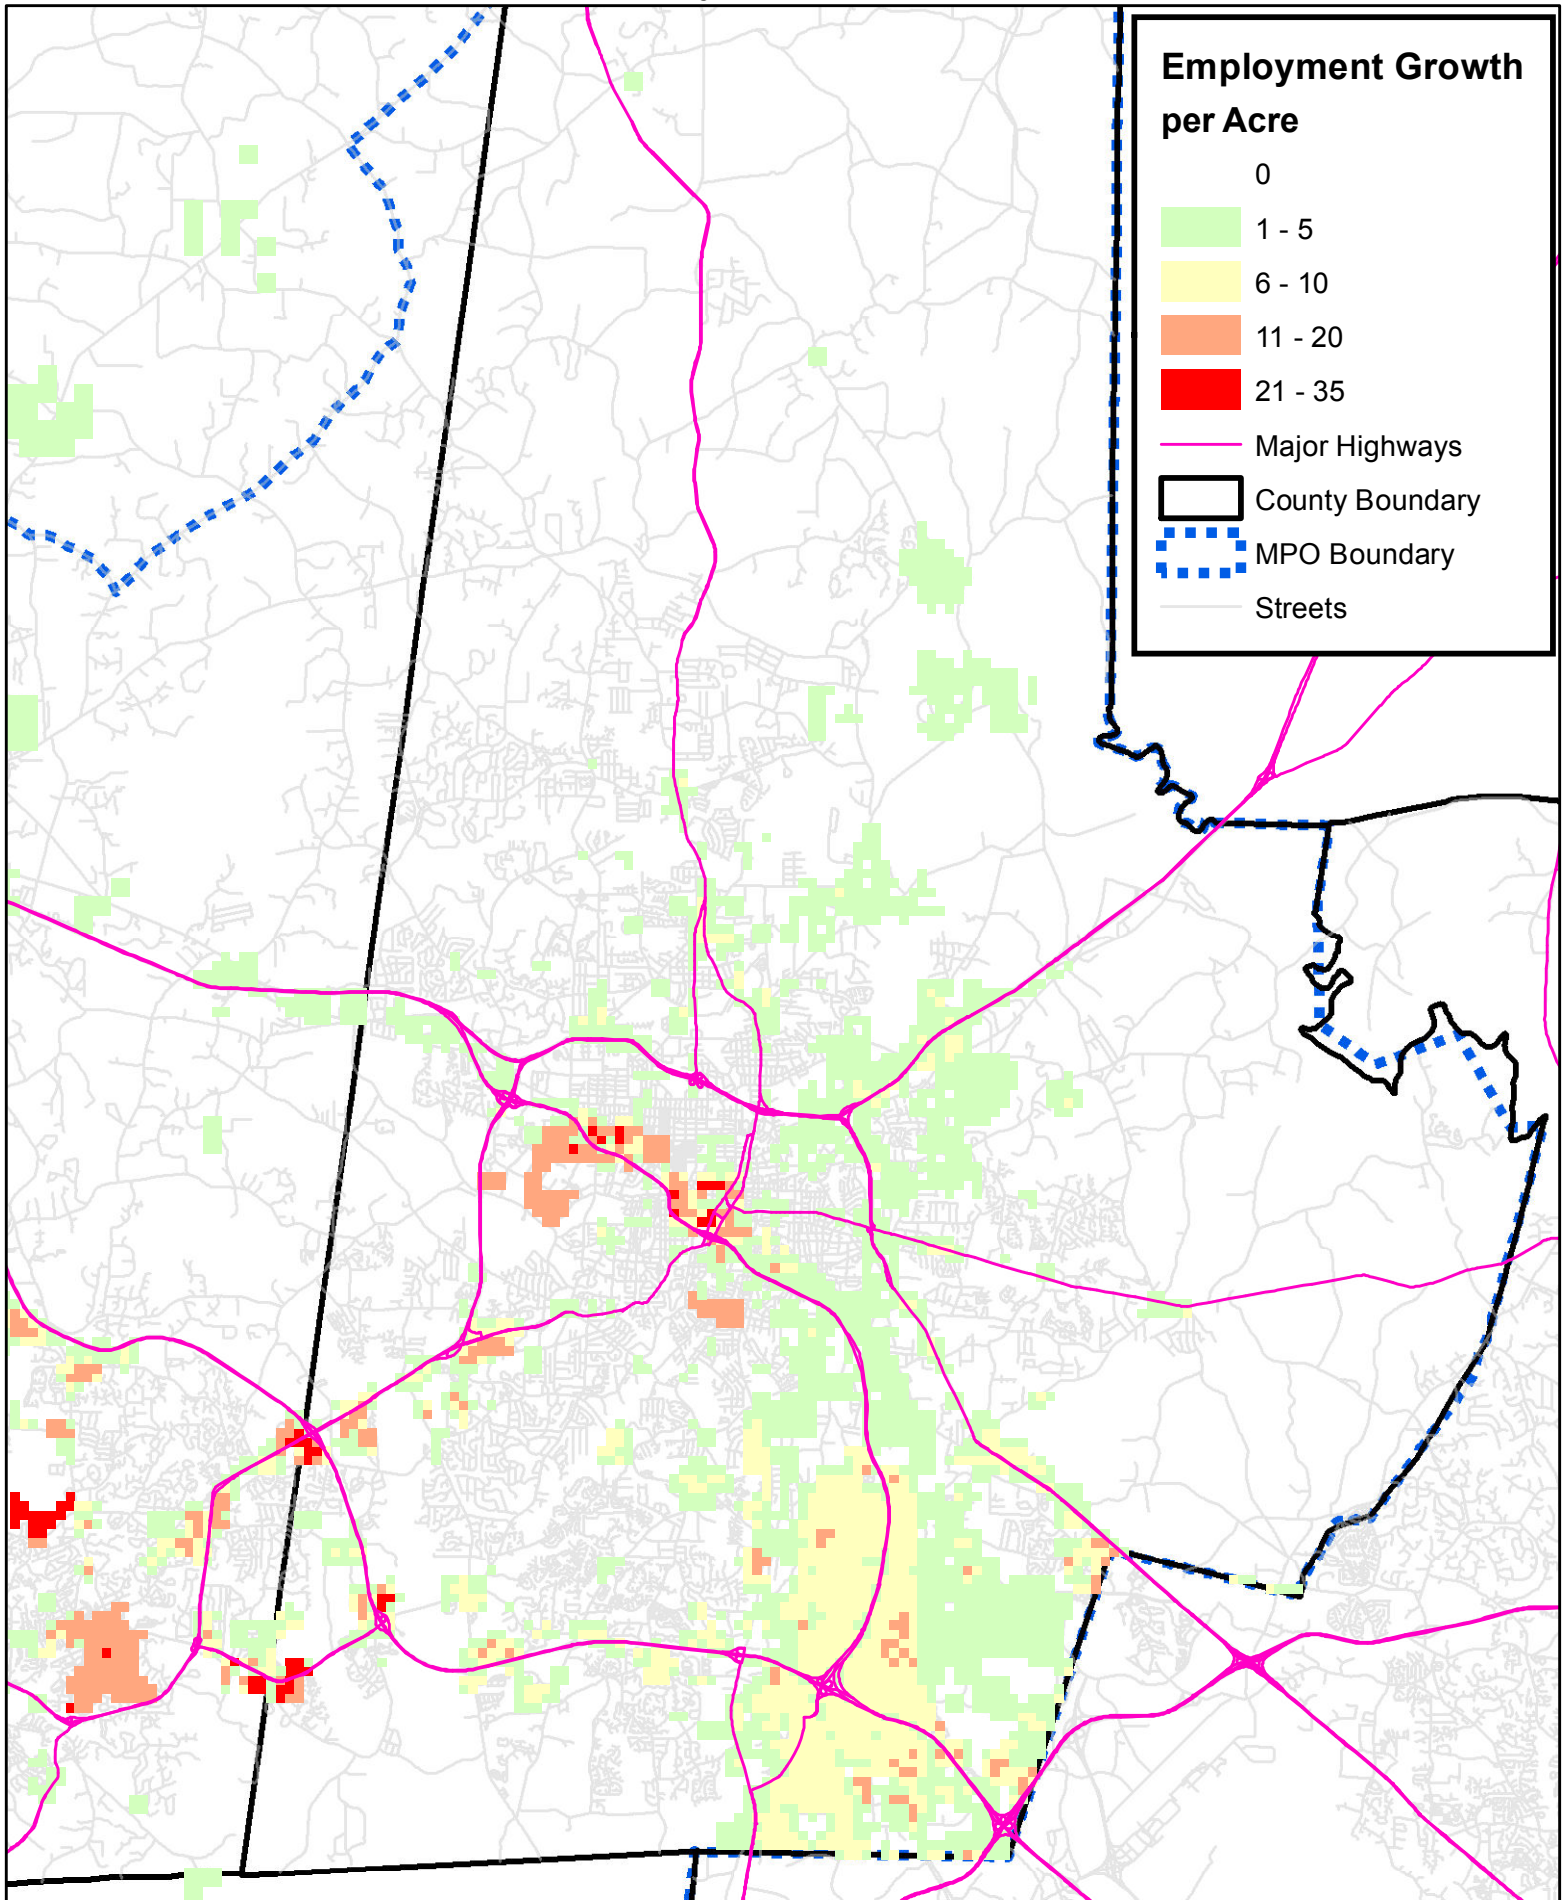 Employment Growth
per Acre
0
1 - 5
6 - 10
11 - 20
21 - 35
Major Highways
County Boundary
MPO Boundary
Streets